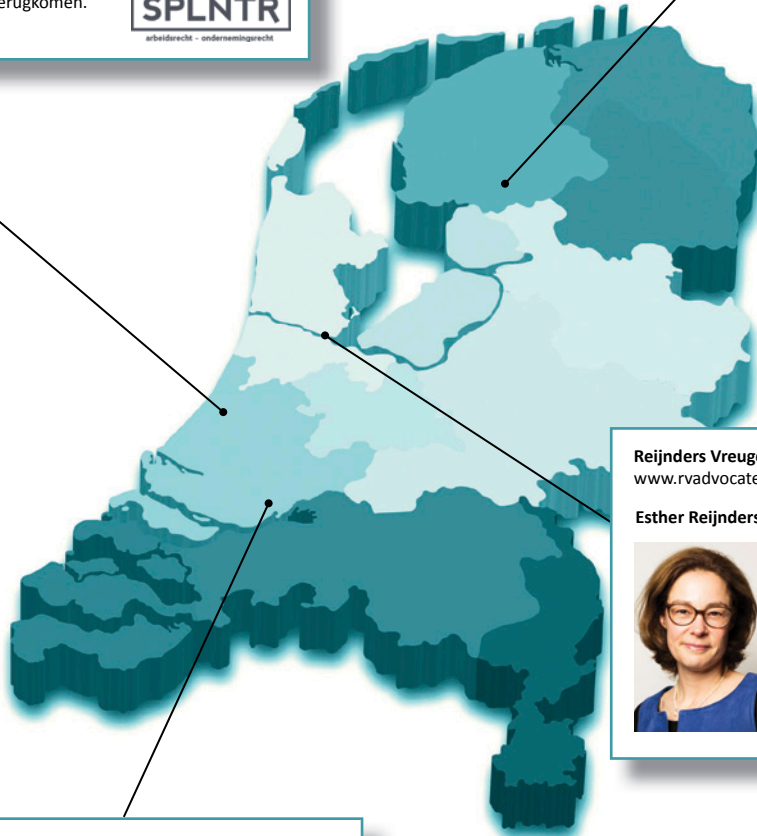 erugkomen.
SPLNTR
arbeidsrecht – ondernemingsrecht
Reijnders Vreug
www.rvadvocate
Esther Reijnders